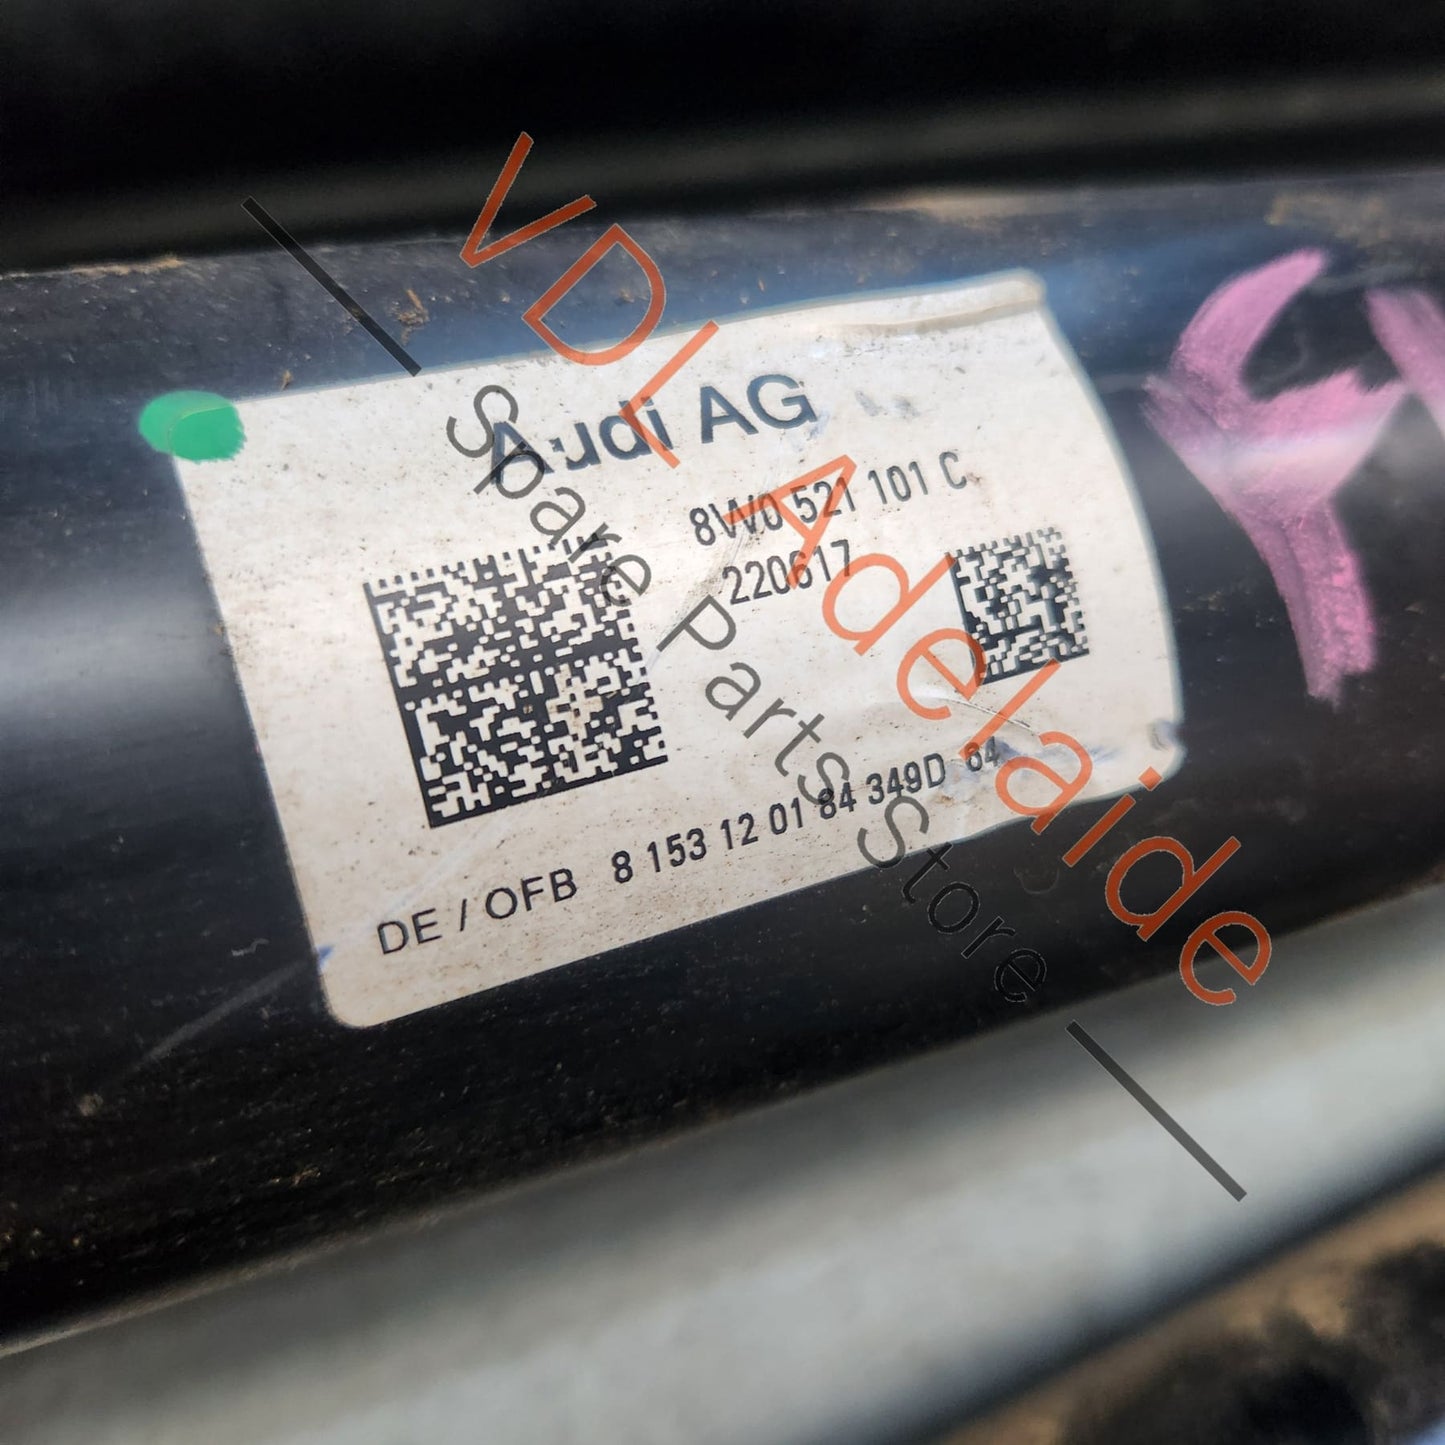 Audi AG
8W0 521 101 C
220617
DE / OFB 8 153 12 01 84 349D 64
VDL Adelaide
Spare Parts Store